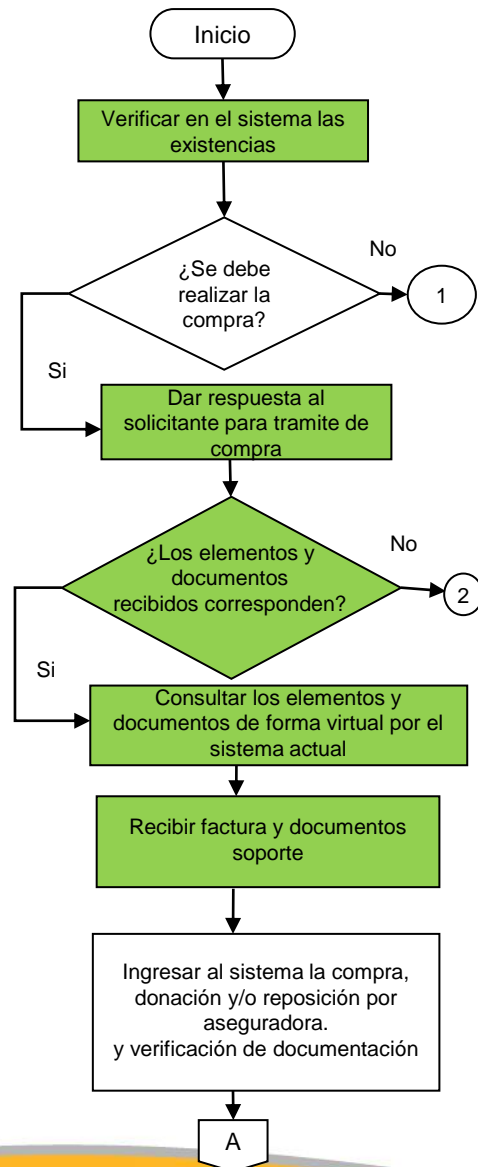 Inicio
Verificar en el sistema las
existencias
No
¿Se debe
realizar la
compra?
1
Si
Dar respuesta al
solicitante para tramite de
compra
No
¿Los elementos y
documentos
recibidos corresponden?
2
Si
Consultar los elementos y
documentos de forma virtual por el
sistema actual
Recibir factura y documentos
soporte
Ingresar al sistema la compra,
donación y/o reposición por
aseguradora.
y verificación de documentación
A